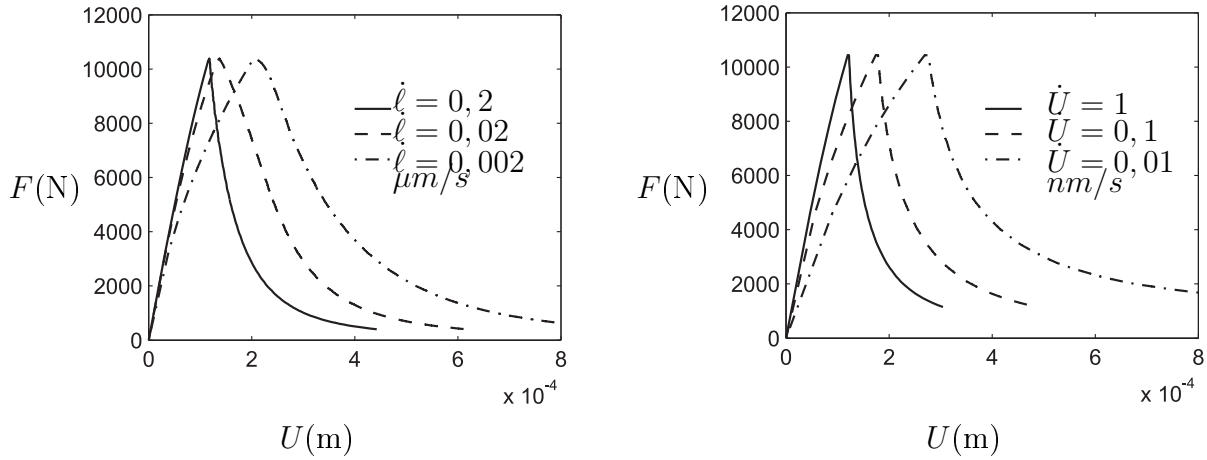 12000
10000
8000
6000
4000
2000
0
F(N)
ℓ̇ = 0, 2
ℓ̇ = 0, 02
ℓ̇ = 0, 002
μm/s
0 2 4 6 8
x 10⁻⁴
U(m)
12000
10000
8000
6000
4000
2000
0
F(N)
U̇ = 1
U̇ = 0, 1
U̇ = 0, 01
nm/s
0 2 4 6 8
x 10⁻⁴
U(m)